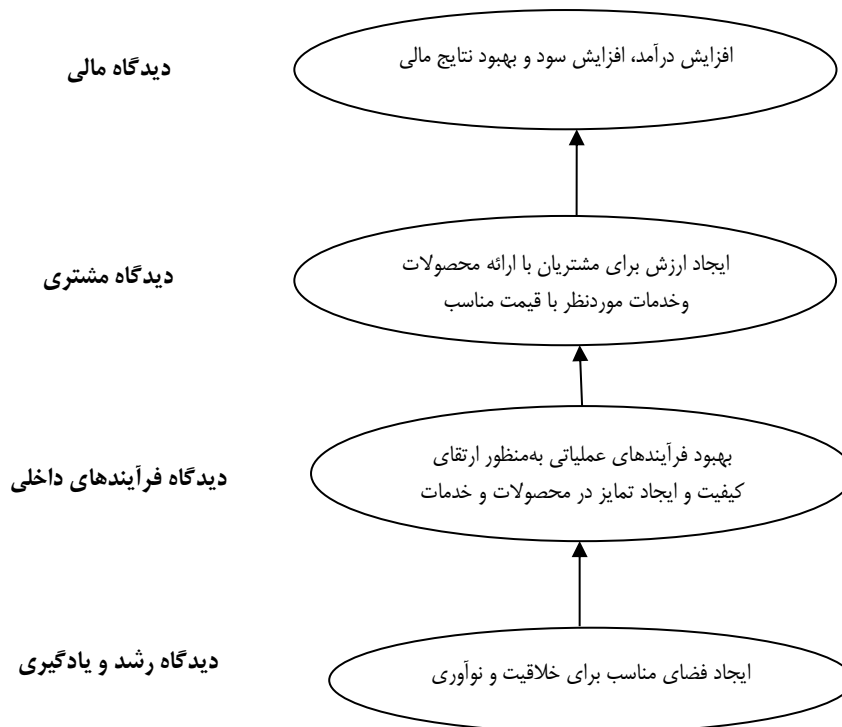 دیدگاه مالی
افزایش درآمد، افزایش سود و بهبود نتایج مالی
دیدگاه مشتری
ایجاد ارزش برای مشتریان با ارائه محصولات
وخدمات موردنظر با قیمت مناسب
دیدگاه فرآیندهای داخلی
بهبود فرآیندهای عملیاتی به‌منظور ارتقای
کیفیت و ایجاد تمایز در محصولات و خدمات
دیدگاه رشد و یادگیری
ایجاد فضای مناسب برای خلاقیت و نوآوری